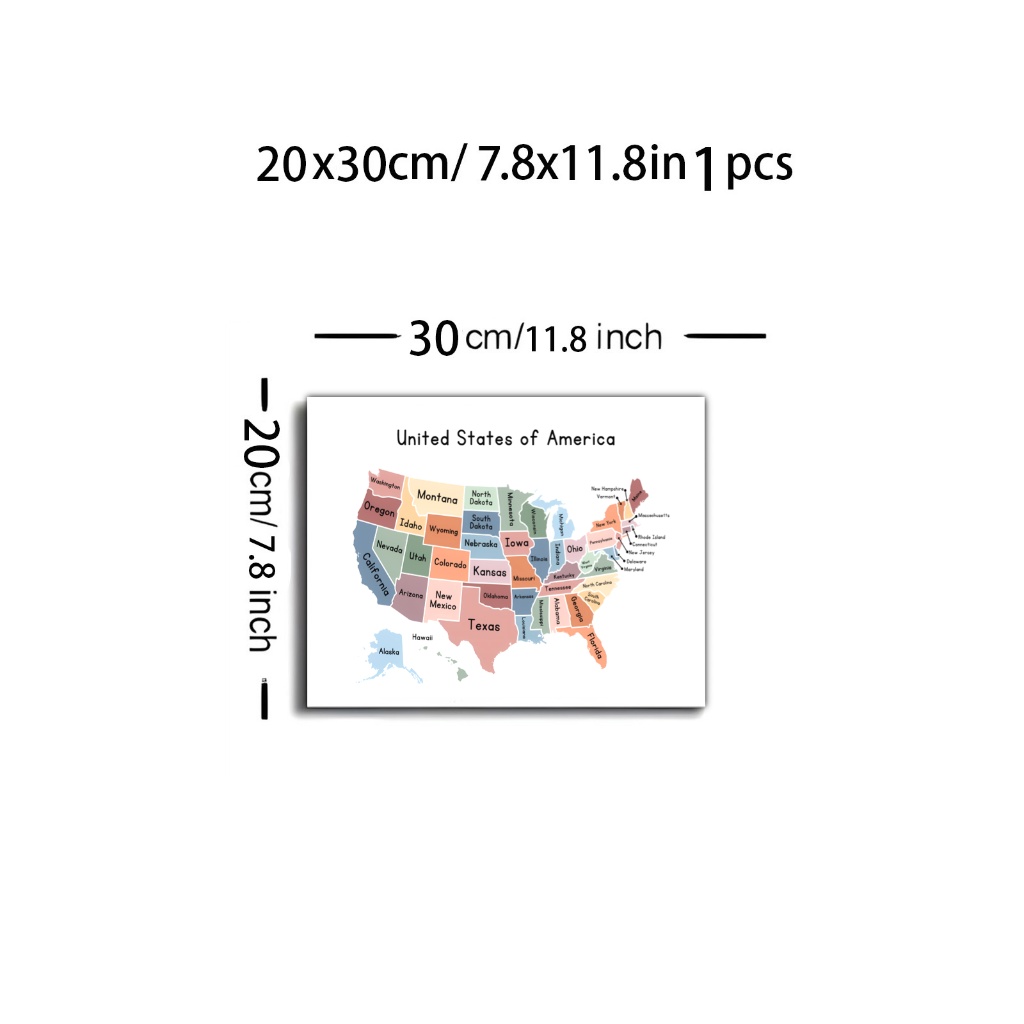 20x30cm/ 7.8x11.8in 1 pcs
30 cm/11.8 inch
20cm/ 7.8 inch
United States of America
Washington
Montana
North
Dakota
Minnesota
Oregon
Idaho
Wyoming
South
Dakota
Wisconsin
Michigan
New Hampshire
Vermont
Maine
New York
Massachusetts
Nevada
Utah
Colorado
Nebraska
Iowa
Illinois
Indiana
Ohio
Pennsylvania
Rhode Island
Connecticut
New Jersey
Delaware
Maryland
California
Kansas
Missouri
Kentucky
West
Virginia
Virginia
Arizona
New
Mexico
Oklahoma
Arkansas
Tennessee
North Carolina
South
Carolina
Texas
Louisiana
Mississippi
Alabama
Georgia
Florida
Hawaii
Alaska